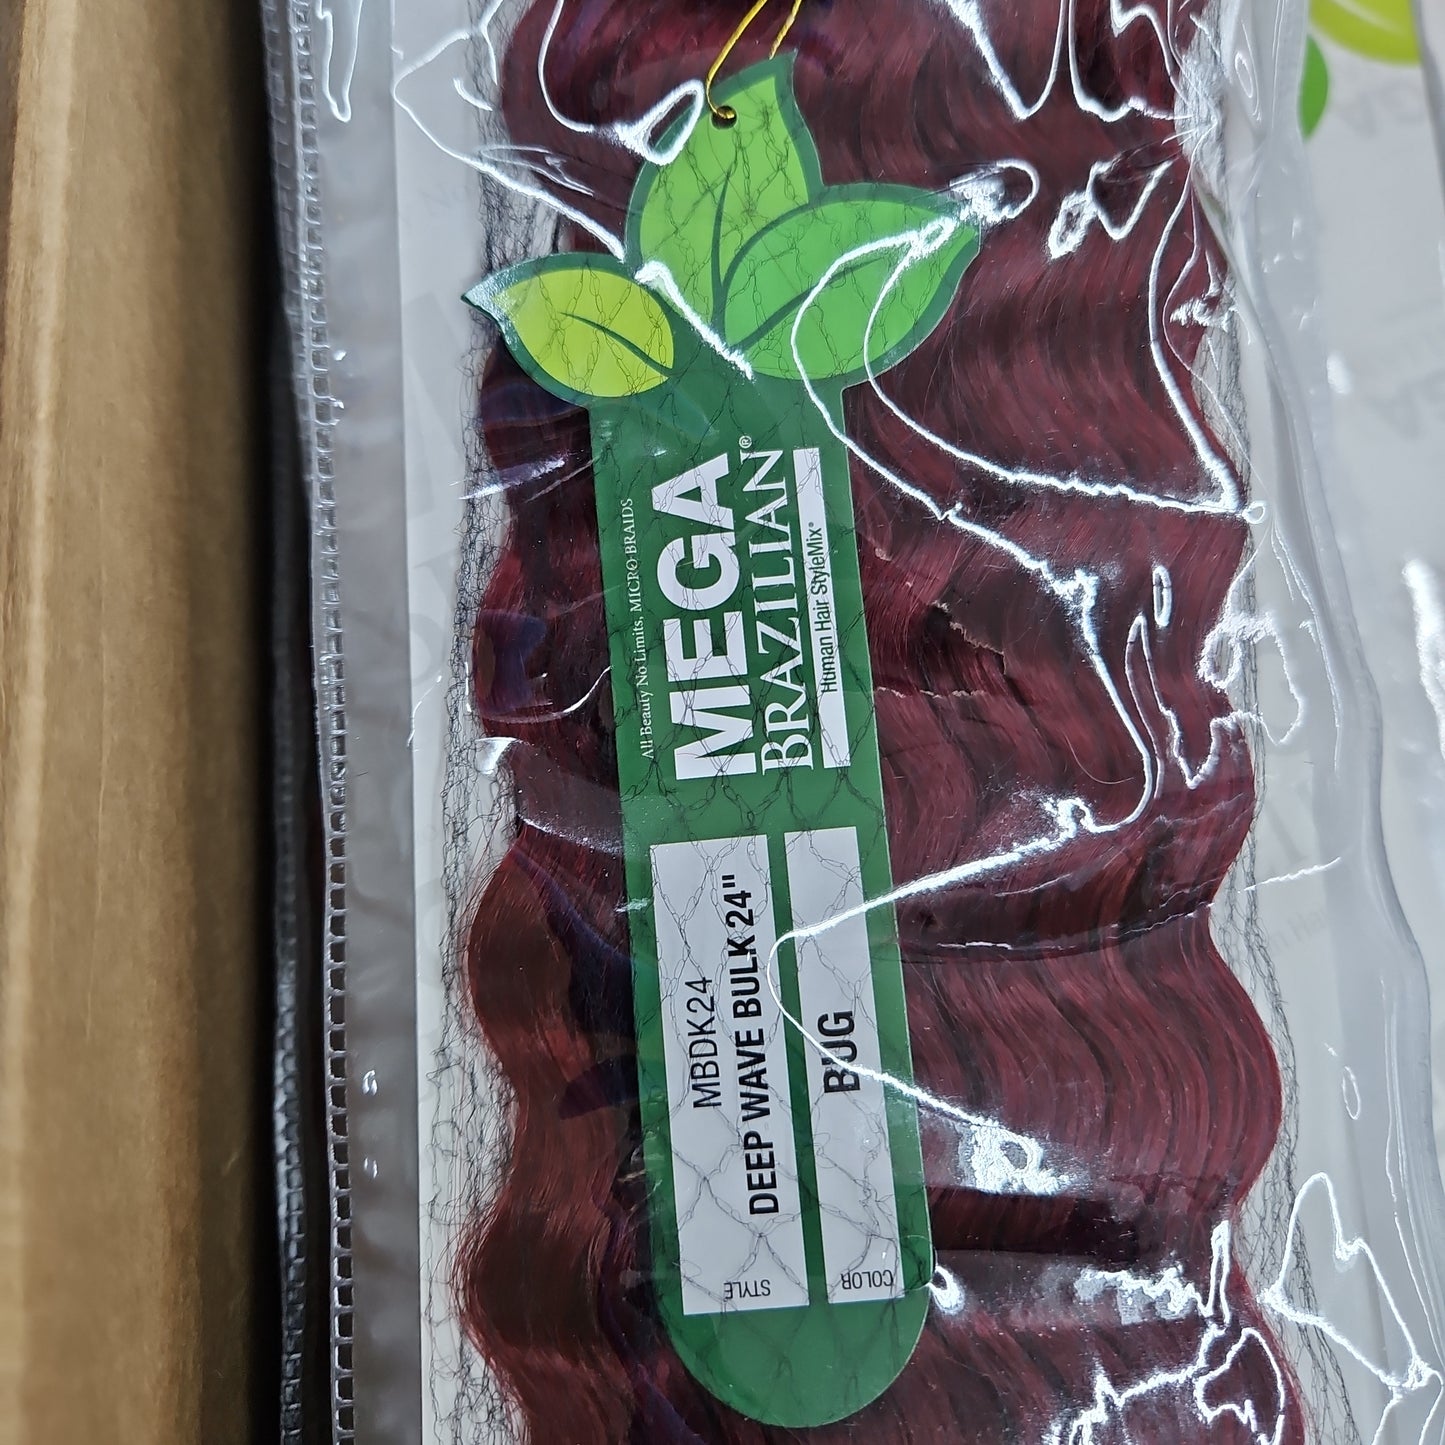 All Beauty No Limits, MICRO BRAIDS
MEGA
BRAZILIAN®
Human Hair StyleMix®
MBDK24
DEEP WAVE BULK 24"
STYLE
BUG
COLOR